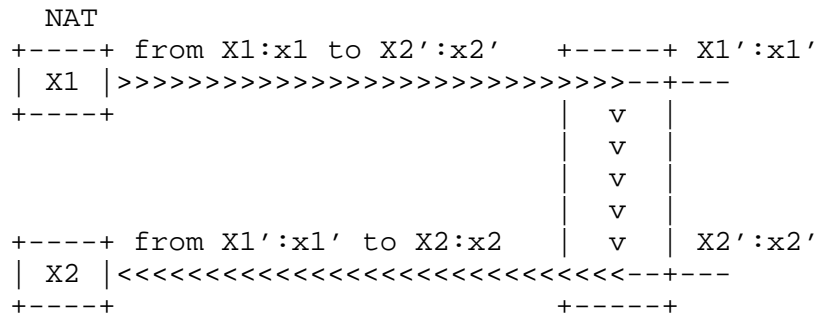 NAT
+----+ from X1:x1 to X2':x2'   +-----+ X1':x1'
| X1 |>>>>>>>>>>>>>>>>>>>>>>>>>>>>>--+---
+----+                          |  v  |
                                |  v  |
                                |  v  |
                                |  v  |
+----+ from X1':x1' to X2:x2    |  v  | X2':x2'
| X2 |<<<<<<<<<<<<<<<<<<<<<<<<<<<<<--+---
+----+                          +-----+